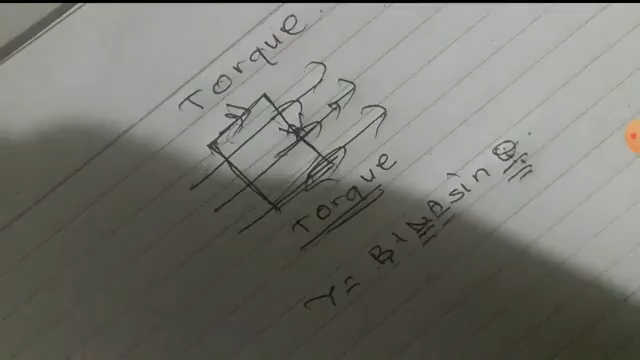 Torque.
Torque
τ = BiNA sin θ.